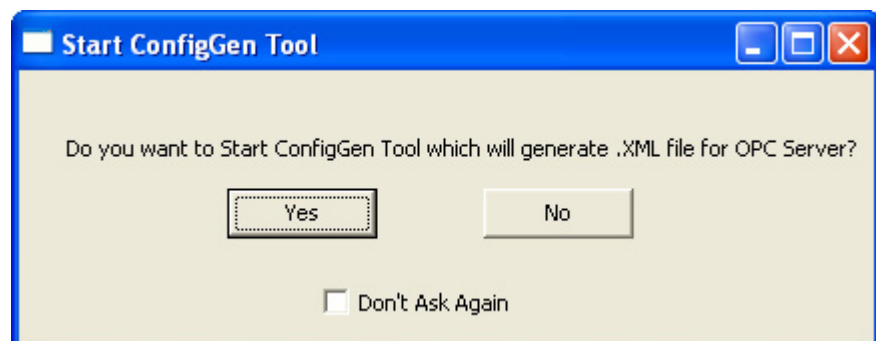 Start ConfigGen Tool
Do you want to Start ConfigGen Tool which will generate .XML file for OPC Server?
Yes
No
Don't Ask Again